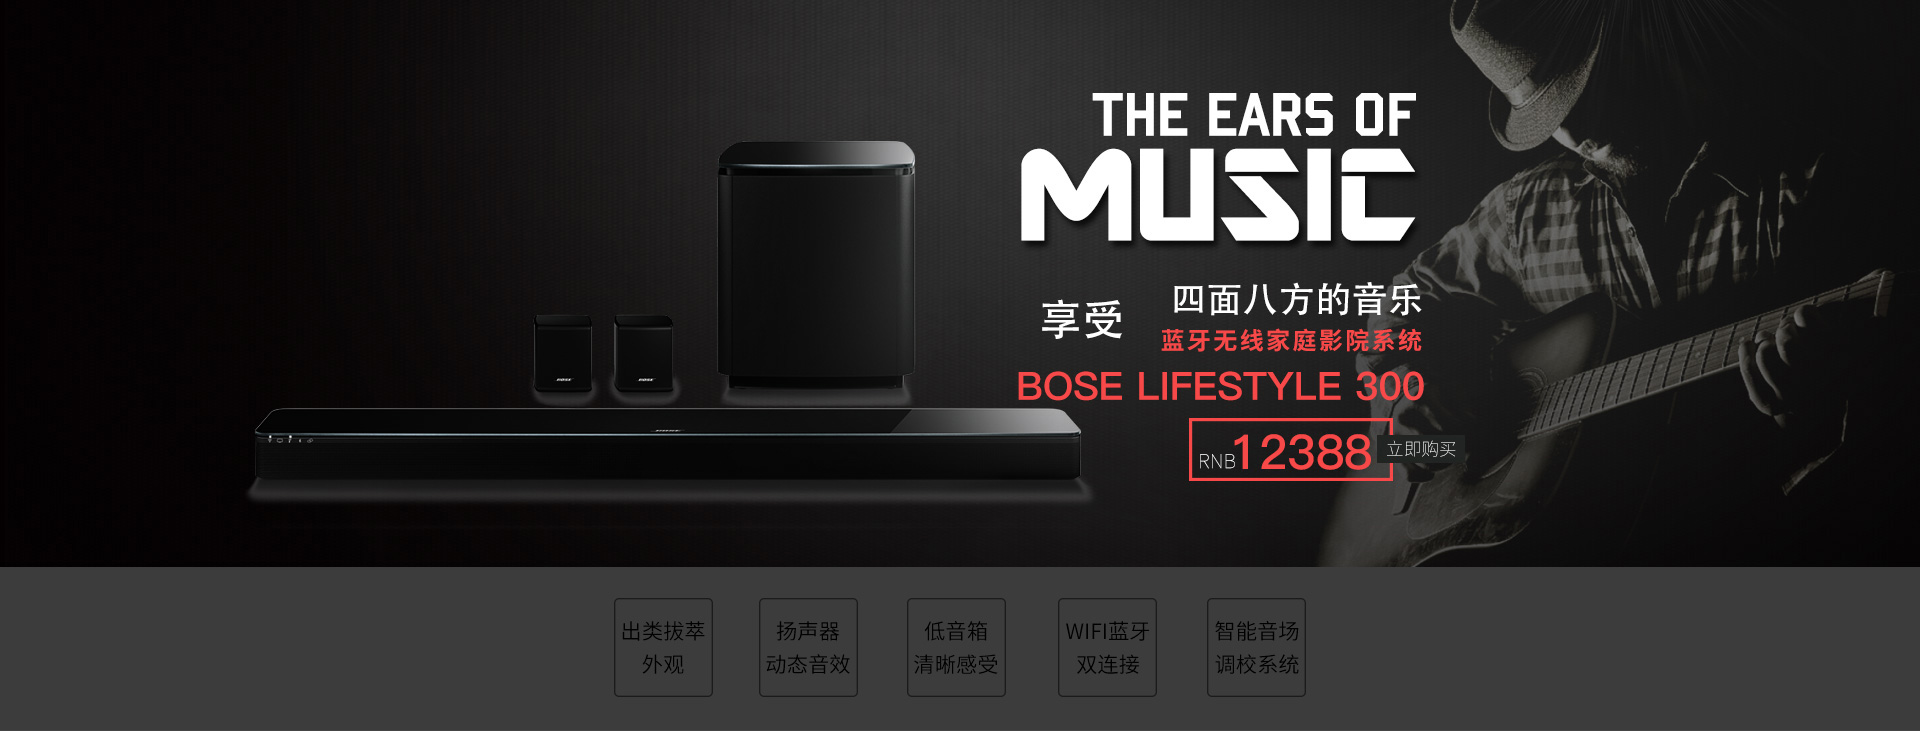 THE EARS OF
MUSIC
享受
四面八方的音乐
蓝牙无线家庭影院系统
BOSE LIFESTYLE 300
RNB12388
立即购买
BOSE
BOSE
BOSE
出类拔萃
外观
扬声器
动态音效
低音箱
清晰感受
WIFI蓝牙
双连接
智能音场
调校系统